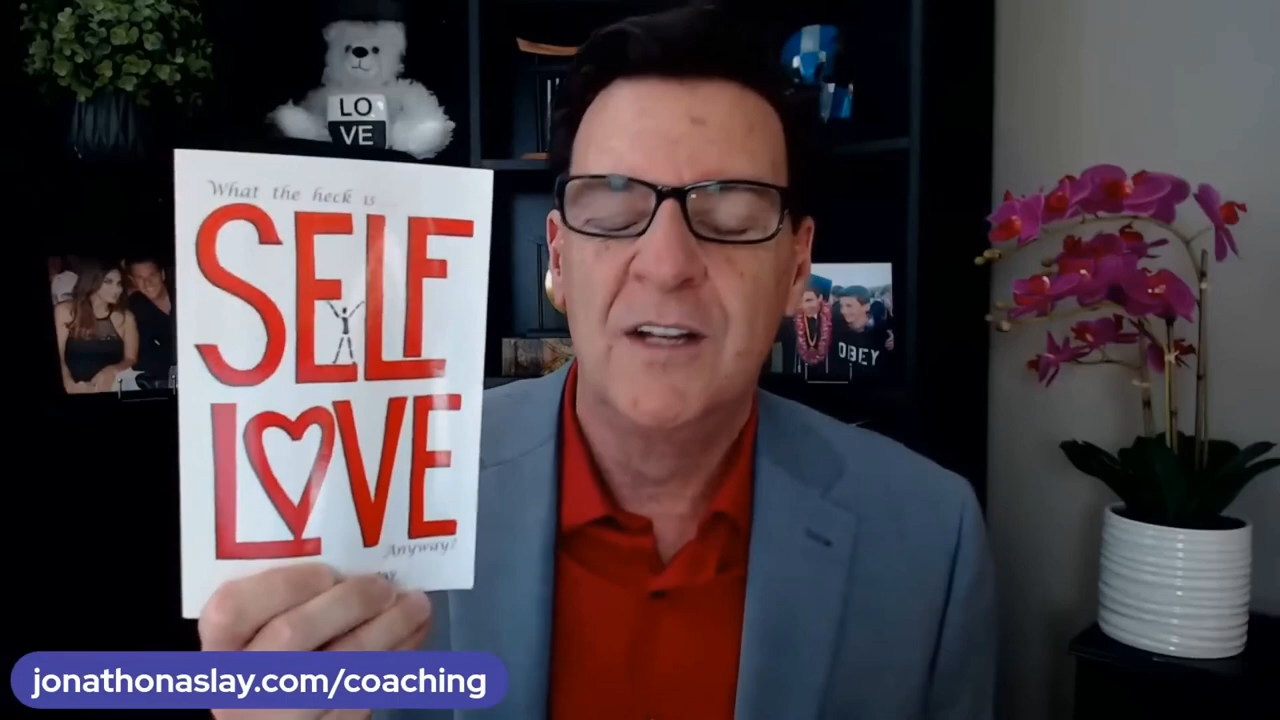 LO
VE
What the heck is
SELF
LOVE
Anyway?
OBEY
jonathonaslay.com/coaching